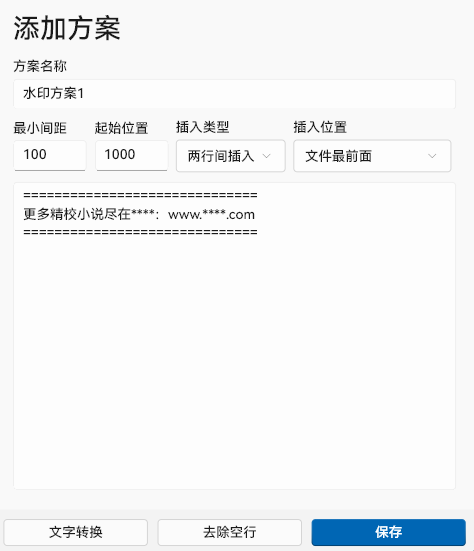 添加方案
方案名称
水印方案1
最小间距 起始位置 插入类型 插入位置
100 1000 两行间插入 文件最前面
==============================
更多精校小说尽在****：www.****.com
==============================
文字转换 去除空行 保存